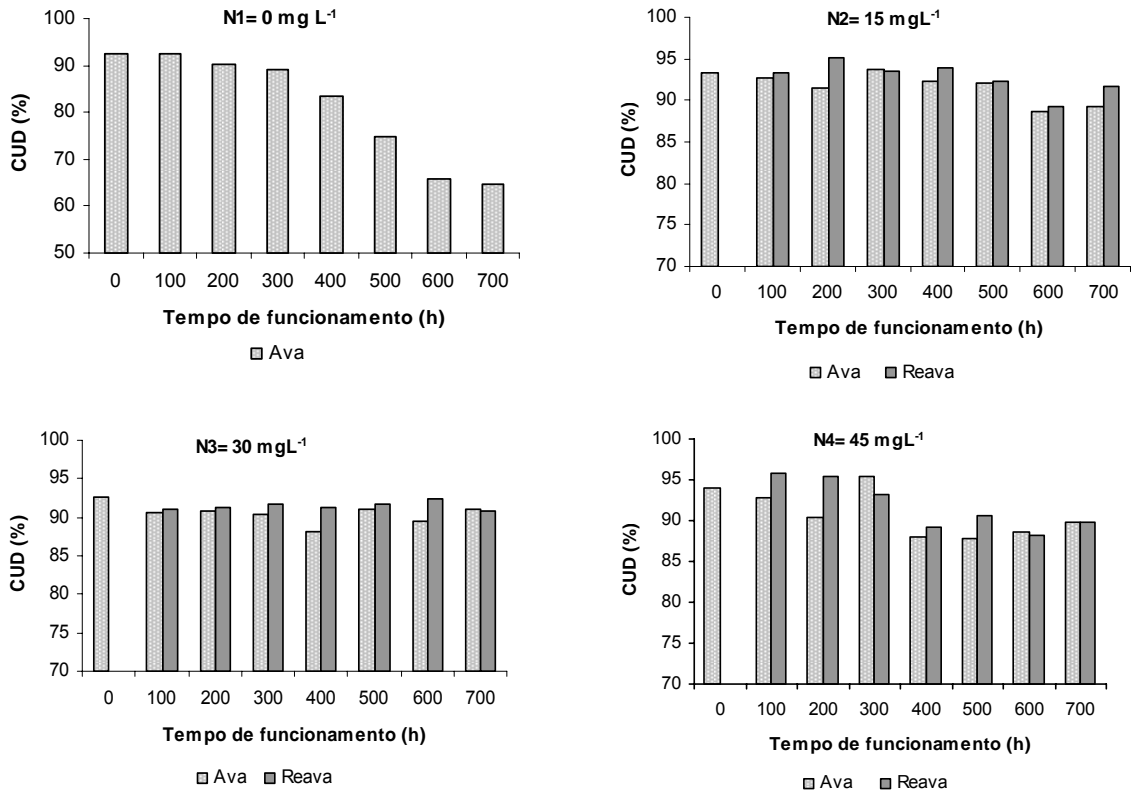 N1= 0 mg L-1
100
90
80
70
60
50
CUD (%)
0 100 200 300 400 500 600 700
Tempo de funcionamento (h)
Ava
N2= 15 mgL-1
100
95
90
85
80
75
70
CUD (%)
0 100 200 300 400 500 600 700
Tempo de funcionamento (h)
Ava Reava
N3= 30 mgL-1
100
95
90
85
80
75
70
CUD (%)
0 100 200 300 400 500 600 700
Tempo de funcionamento (h)
Ava Reava
N4= 45 mgL-1
100
95
90
85
80
75
70
CUD (%)
0 100 200 300 400 500 600 700
Tempo de funcionamento (h)
Ava Reava